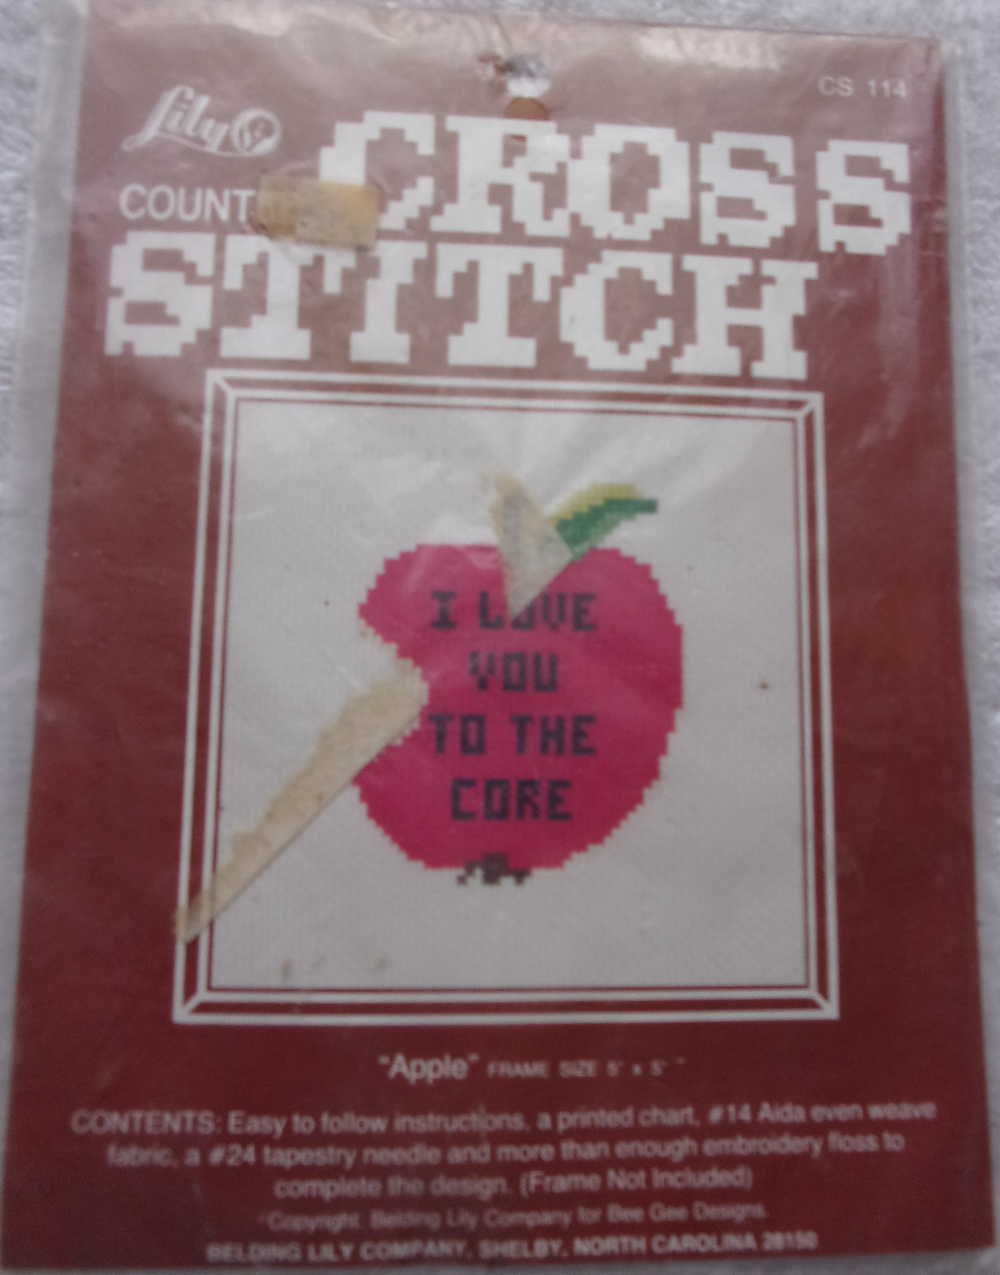 CS 114
Lily
CROSS
COUNT
STITCH
I LOVE
YOU
TO THE
CORE
"Apple" FRAME SIZE 5" x 5"
CONTENTS: Easy to follow instructions, a printed chart, #14 Aida even weave
fabric, a #24 tapestry needle and more than enough embroidery floss to
complete the design. (Frame Not Included)
Copyright: Belding Lily Company for Bee Gee Designs.
BELDING LILY COMPANY, SHELBY, NORTH CAROLINA 28150